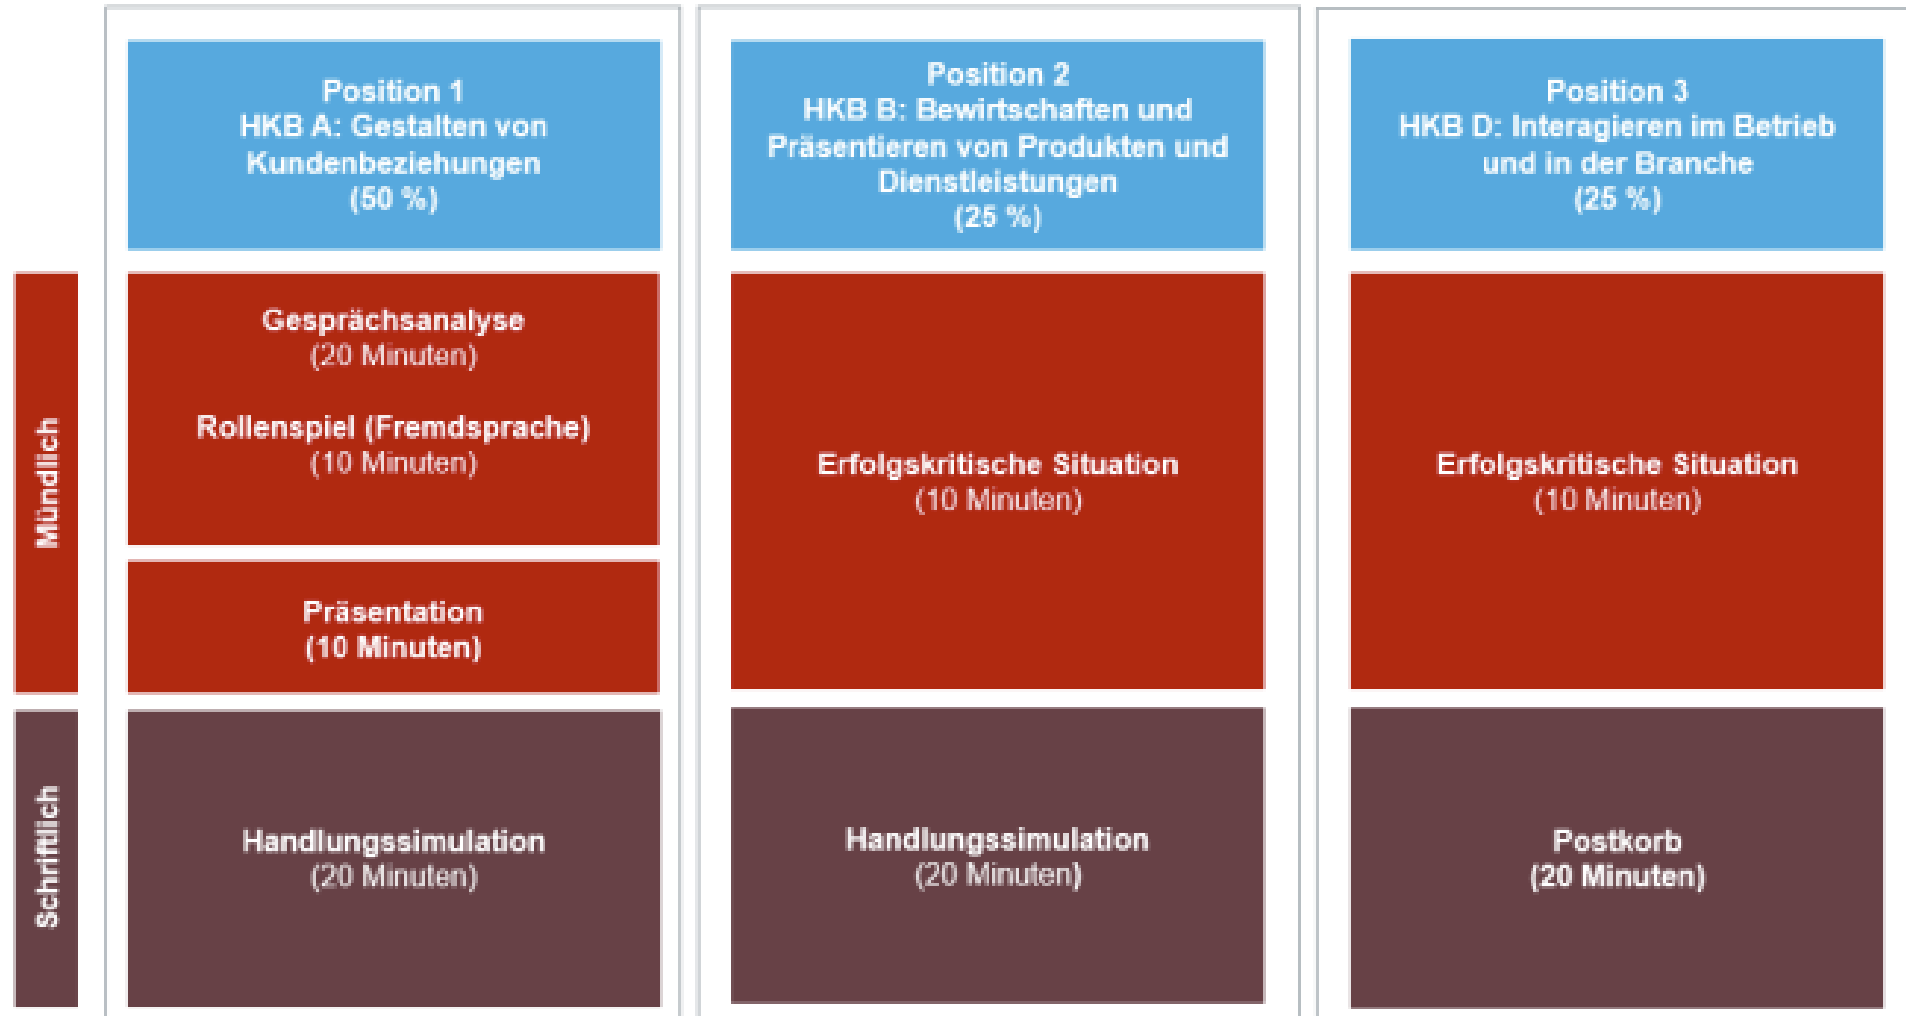 Position 1
HKB A: Gestalten von
Kundenbeziehungen
(50 %)
Position 2
HKB B: Bewirtschaften und
Präsentieren von Produkten und
Dienstleistungen
(25 %)
Position 3
HKB D: Interagieren im Betrieb
und in der Branche
(25 %)
Mündlich
Gesprächsanalyse
(20 Minuten)
Rollenspiel (Fremdsprache)
(10 Minuten)
Präsentation
(10 Minuten)
Erfolgskritische Situation
(10 Minuten)
Erfolgskritische Situation
(10 Minuten)
Schriftlich
Handlungssimulation
(20 Minuten)
Handlungssimulation
(20 Minuten)
Postkorb
(20 Minuten)